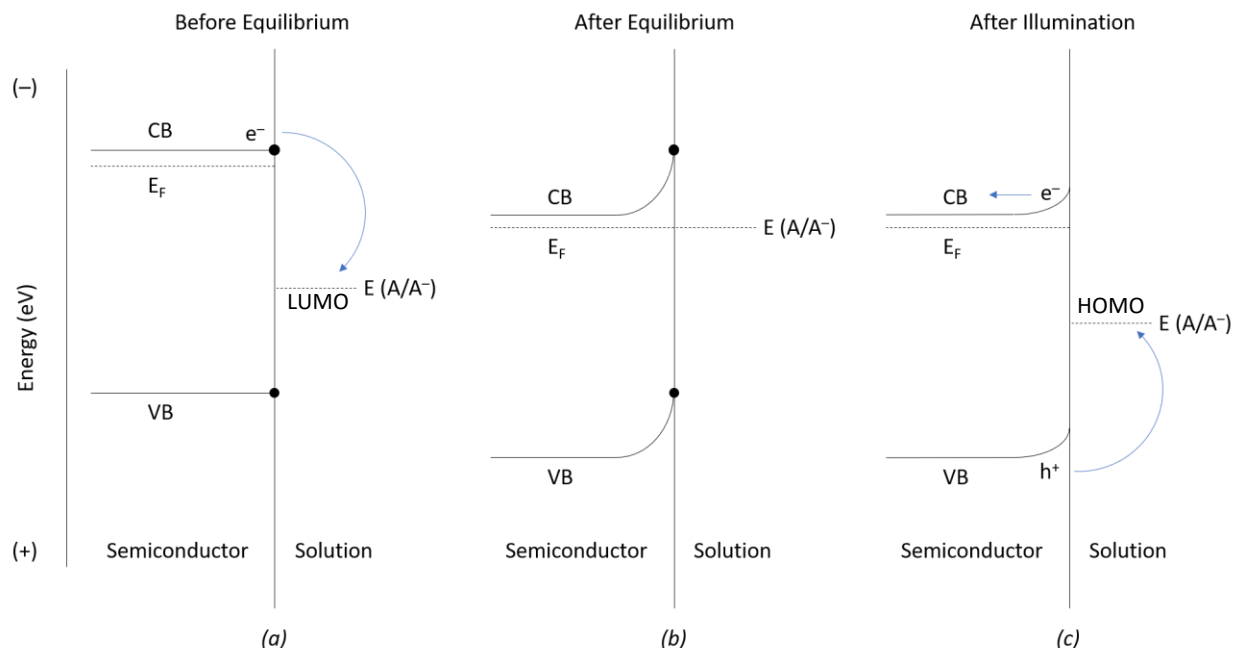 Before Equilibrium
After Equilibrium
After Illumination
(–)
CB
e⁻
E_F
LUMO
E (A/A⁻)
VB
CB
E_F
E (A/A⁻)
VB
CB
e⁻
E_F
HOMO
E (A/A⁻)
VB
h⁺
Energy (eV)
(+)
Semiconductor
Solution
Semiconductor
Solution
Semiconductor
Solution
(a)
(b)
(c)